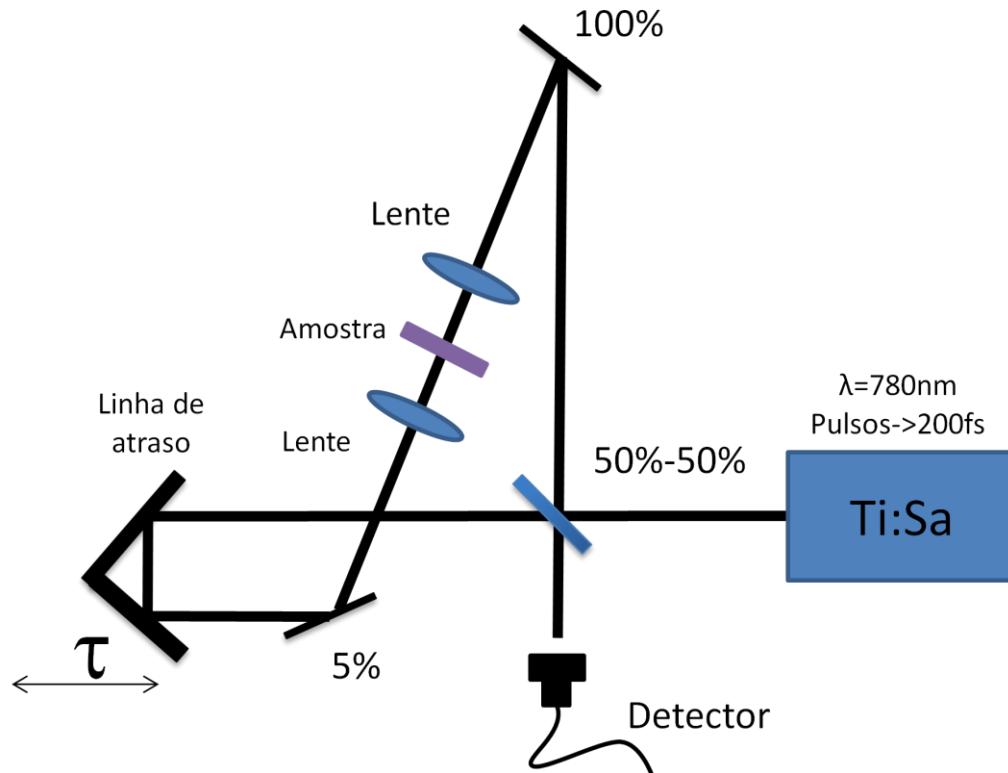 100%
Lente
Amostra
Linha de
atraso
Lente
λ=780nm
Pulsos->200fs
50%-50%
Ti:Sa
5%
τ
Detector